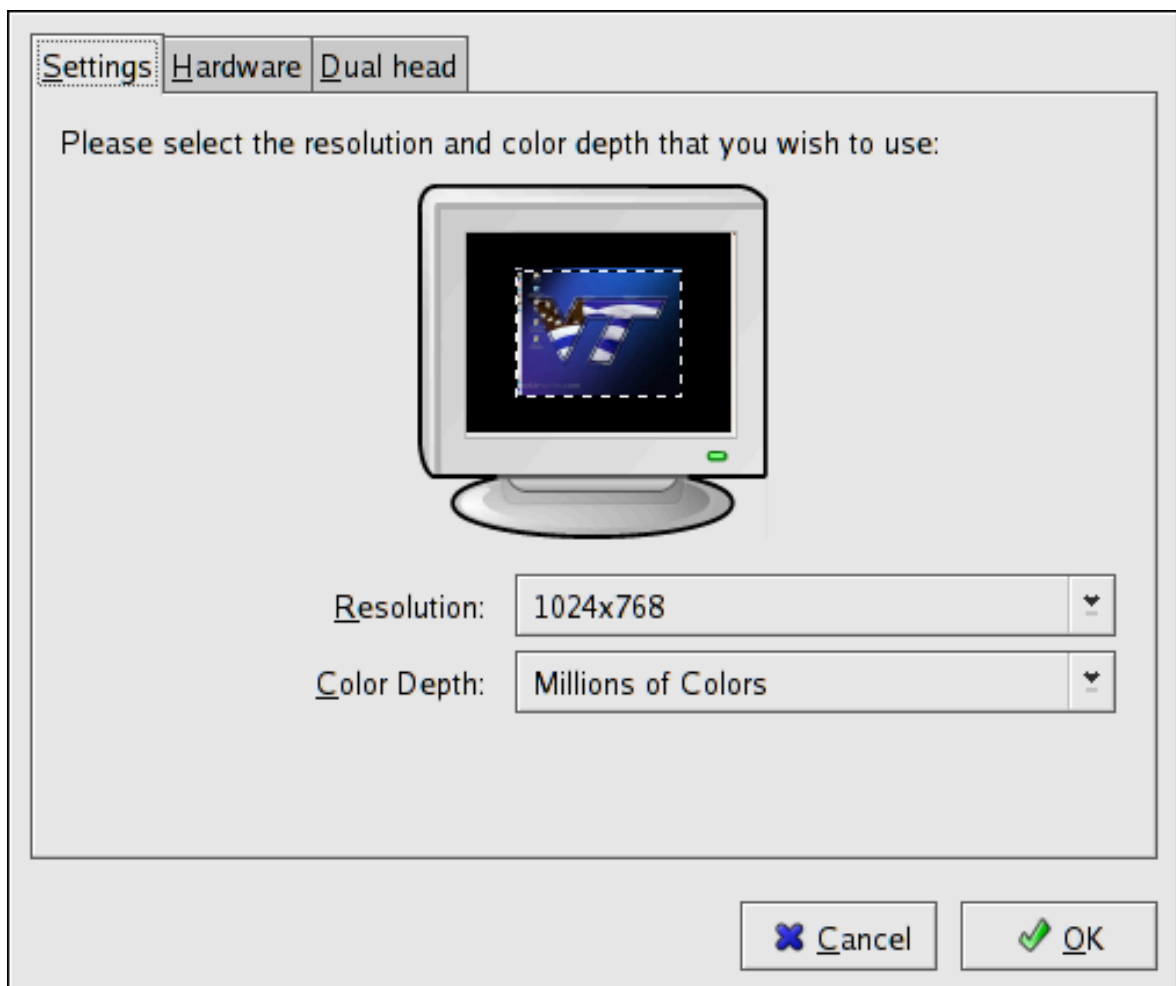 Settings Hardware Dual head
Please select the resolution and color depth that you wish to use:
VT
Resolution: 1024x768
Color Depth: Millions of Colors
Cancel OK